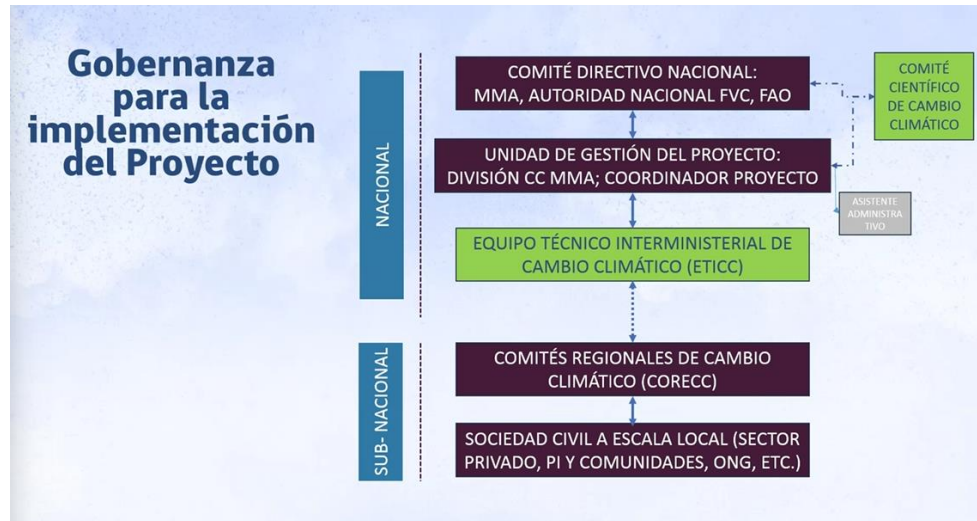 Gobernanza
para la
implementación
del Proyecto
NACIONAL
COMITÉ DIRECTIVO NACIONAL:
MMA, AUTORIDAD NACIONAL FVC, FAO
COMITÉ
CIENTÍFICO
DE CAMBIO
CLIMÁTICO
UNIDAD DE GESTIÓN DEL PROYECTO:
DIVISIÓN CC MMA; COORDINADOR PROYECTO
ASISTENTE
ADMINISTRA
TIVO
EQUIPO TÉCNICO INTERMINISTERIAL DE
CAMBIO CLIMÁTICO (ETICC)
SUB- NACIONAL
COMITÉS REGIONALES DE CAMBIO
CLIMÁTICO (CORECC)
SOCIEDAD CIVIL A ESCALA LOCAL (SECTOR
PRIVADO, PI Y COMUNIDADES, ONG, ETC.)